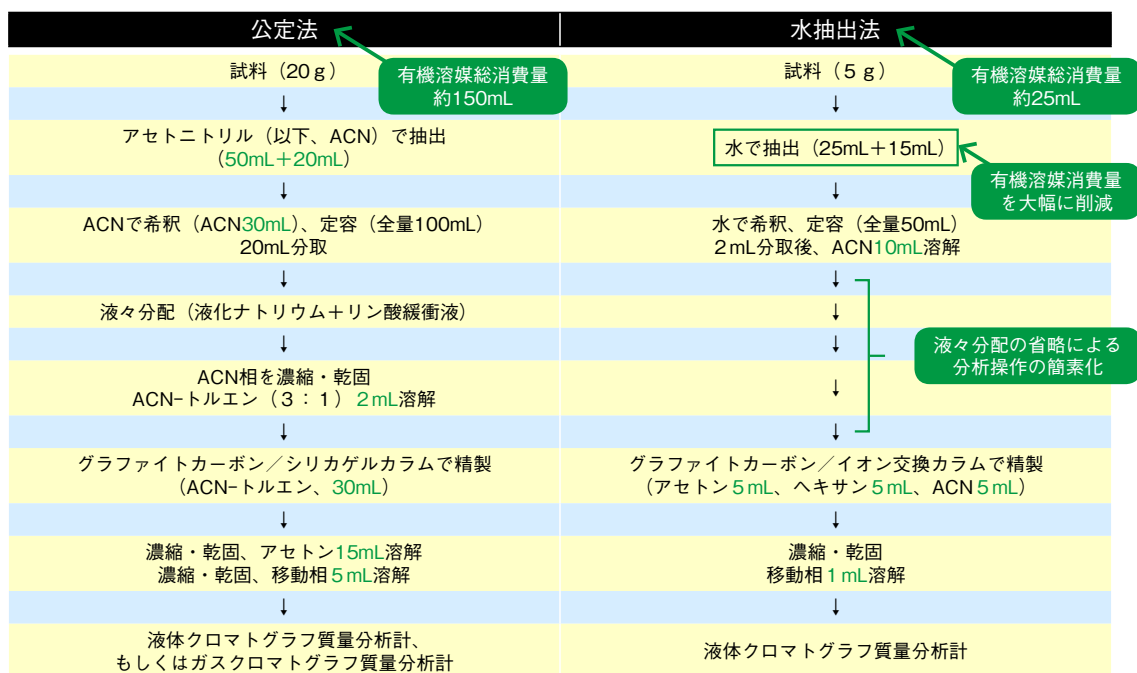 公定法
水抽出法
試料（20ｇ）
有機溶媒総消費量
約150mL
試料（５ｇ）
有機溶媒総消費量
約25mL
↓
↓
アセトニトリル（以下、ACN）で抽出
（50mL＋20mL）
水で抽出（25mL＋15mL）
有機溶媒消費量
を大幅に削減
↓
↓
ACNで希釈（ACN30mL）、定容（全量100mL）
20mL分取
水で希釈、定容（全量50mL）
２mL分取後、ACN10mL溶解
↓
↓
液々分配（液化ナトリウム＋リン酸緩衝液）
↓
↓
↓
液々分配の省略による
分析操作の簡素化
ACN相を濃縮・乾固
ACN−トルエン（３：１）２mL溶解
↓
↓
↓
グラファイトカーボン／シリカゲルカラムで精製
（ACN−トルエン、30mL）
グラファイトカーボン／イオン交換カラムで精製
（アセトン５mL、ヘキサン５mL、ACN５mL）
↓
↓
濃縮・乾固、アセトン15mL溶解
濃縮・乾固、移動相５mL溶解
濃縮・乾固
移動相１mL溶解
↓
↓
液体クロマトグラフ質量分析計、
もしくはガスクロマトグラフ質量分析計
液体クロマトグラフ質量分析計